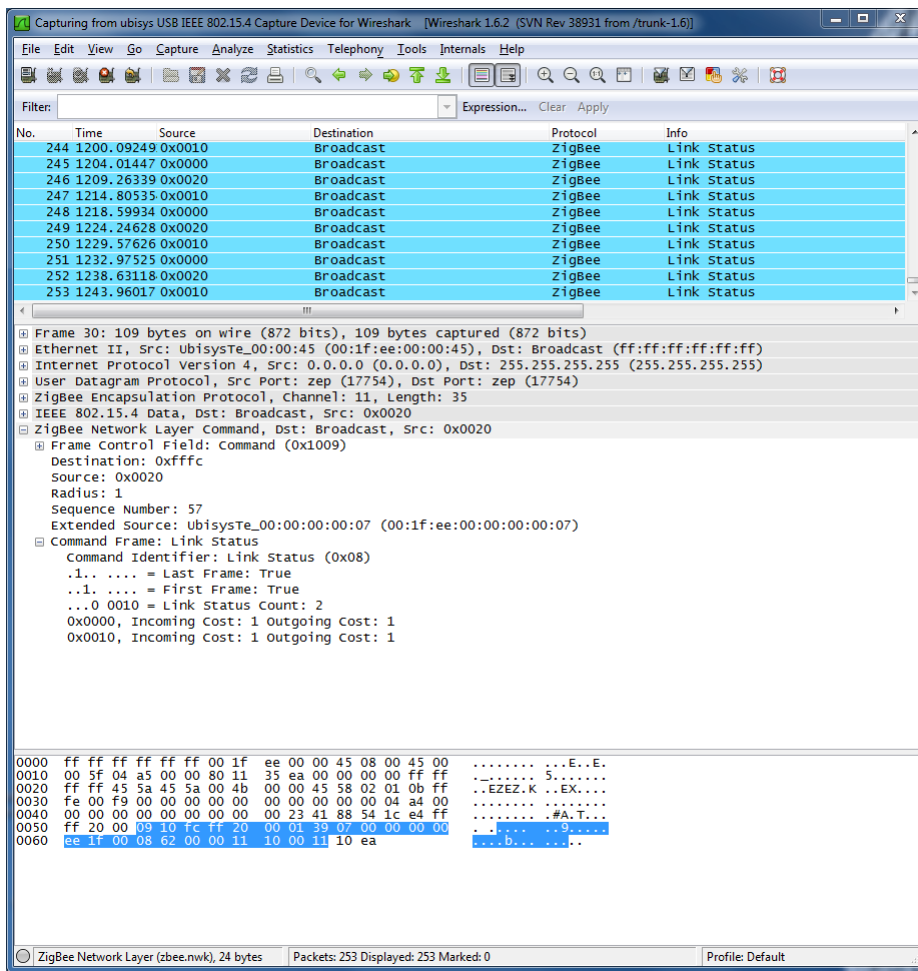 Capturing from ubisys USB IEEE 802.15.4 Capture Device for Wireshark [Wireshark 1.6.2 (SVN Rev 38931 from /trunk-1.6)]
File Edit View Go Capture Analyze Statistics Telephony Tools Internals Help
Filter: Expression... Clear Apply
No. Time Source Destination Protocol Info
244 1200.09249 0x0010 Broadcast ZigBee Link Status
245 1204.01447 0x0000 Broadcast ZigBee Link Status
246 1209.26339 0x0020 Broadcast ZigBee Link Status
247 1214.80535 0x0010 Broadcast ZigBee Link Status
248 1218.59934 0x0000 Broadcast ZigBee Link Status
249 1224.24628 0x0020 Broadcast ZigBee Link Status
250 1229.57626 0x0010 Broadcast ZigBee Link Status
251 1232.97525 0x0000 Broadcast ZigBee Link Status
252 1238.63118 0x0020 Broadcast ZigBee Link Status
253 1243.96017 0x0010 Broadcast ZigBee Link Status
Frame 30: 109 bytes on wire (872 bits), 109 bytes captured (872 bits)
Ethernet II, Src: UbisysTe_00:00:45 (00:1f:ee:00:00:45), Dst: Broadcast (ff:ff:ff:ff:ff:ff)
Internet Protocol Version 4, Src: 0.0.0.0 (0.0.0.0), Dst: 255.255.255.255 (255.255.255.255)
User Datagram Protocol, Src Port: zep (17754), Dst Port: zep (17754)
ZigBee Encapsulation Protocol, Channel: 11, Length: 35
IEEE 802.15.4 Data, Dst: Broadcast, Src: 0x0020
ZigBee Network Layer Command, Dst: Broadcast, Src: 0x0020
Frame Control Field: Command (0x1009)
Destination: 0xfffc
Source: 0x0020
Radius: 1
Sequence Number: 57
Extended Source: UbisysTe_00:00:00:00:07 (00:1f:ee:00:00:00:00:07)
Command Frame: Link Status
Command Identifier: Link Status (0x08)
.1.. .... = Last Frame: True
..1. .... = First Frame: True
...0 0010 = Link Status Count: 2
0x0000, Incoming Cost: 1 Outgoing Cost: 1
0x0010, Incoming Cost: 1 Outgoing Cost: 1
0000 ff ff ff ff ff ff 00 1f ee 00 00 45 08 00 45 00 ........ ...E..E.
0010 00 5f 04 a5 00 00 80 11 35 ea 00 00 00 00 ff ff ._...... 5.......
0020 ff ff 45 5a 45 5a 00 4b 00 00 45 58 02 01 0b ff ..EZEZ.K ..EX....
0030 fe 00 f9 00 00 00 00 00 00 00 00 00 00 04 a4 00 ........ ........
0040 00 00 00 00 00 00 00 00 00 23 41 88 54 1c e4 ff ........ .#A.T...
0050 ff 20 00 09 10 fc ff 20 00 01 39 07 00 00 00 00 . ..... ..9.....
0060 ee 1f 00 08 62 00 00 11 10 00 11 10 ea ....b... .....
ZigBee Network Layer (zbee.nwk), 24 bytes Packets: 253 Displayed: 253 Marked: 0 Profile: Default